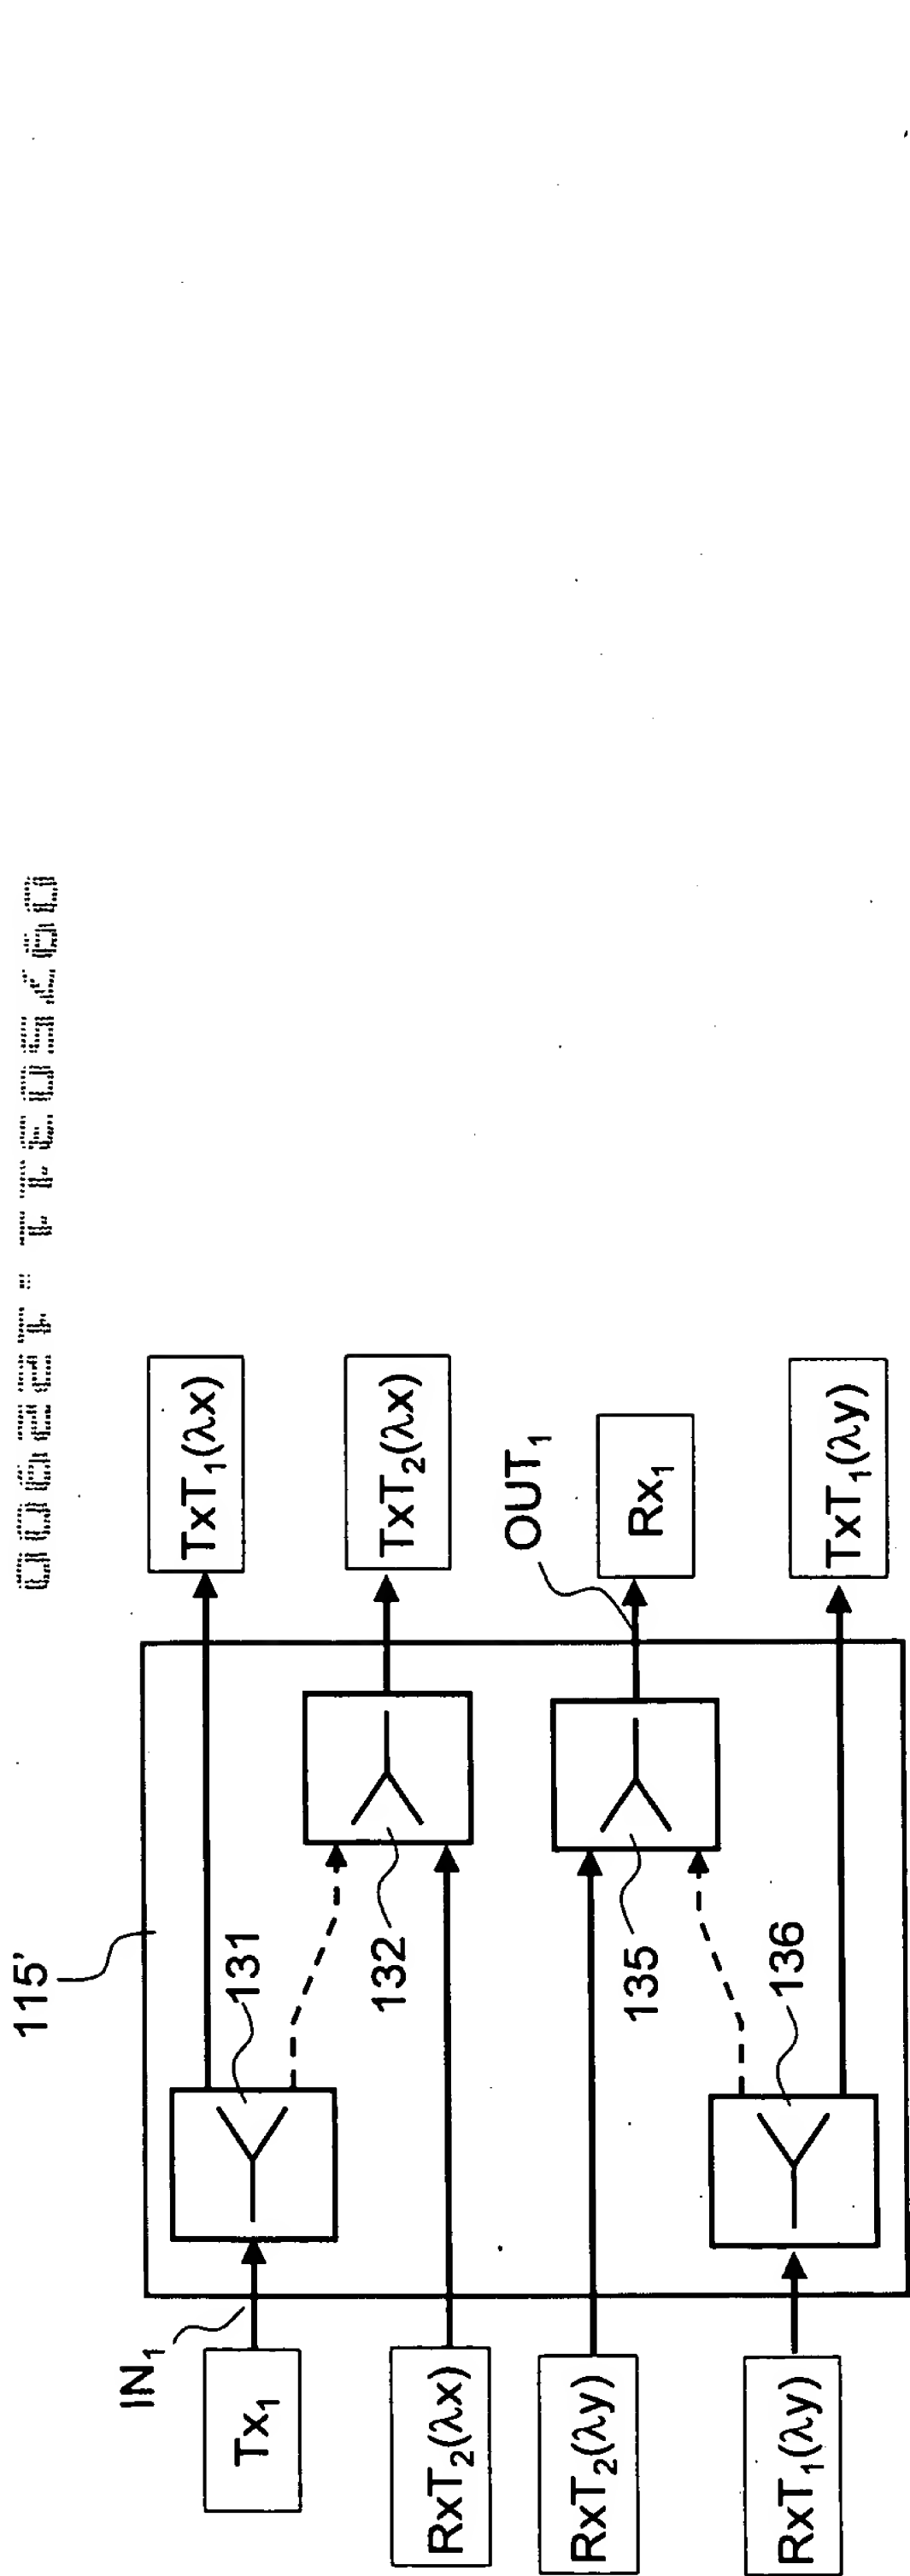 115'
IN₁
Tx₁
131
TxT₁(λx)
RxT₂(λx)
132
TxT₂(λx)
RxT₂(λy)
135
OUT₁
Rx₁
RxT₁(λy)
136
TxT₁(λy)